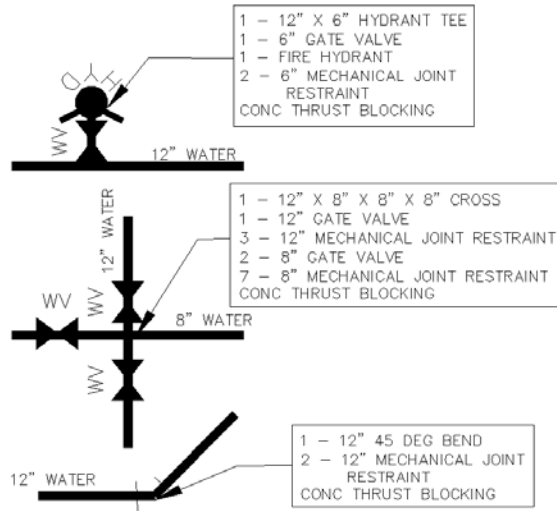 1 - 12" X 6" HYDRANT TEE
1 - 6" GATE VALVE
1 - FIRE HYDRANT
2 - 6" MECHANICAL JOINT
RESTRAINT
CONC THRUST BLOCKING
HYD
WV
12" WATER
1 - 12" X 8" X 8" X 8" CROSS
1 - 12" GATE VALVE
3 - 12" MECHANICAL JOINT RESTRAINT
2 - 8" GATE VALVE
7 - 8" MECHANICAL JOINT RESTRAINT
CONC THRUST BLOCKING
12" WATER
WV
WV
8" WATER
WV
1 - 12" 45 DEG BEND
2 - 12" MECHANICAL JOINT
RESTRAINT
CONC THRUST BLOCKING
12" WATER